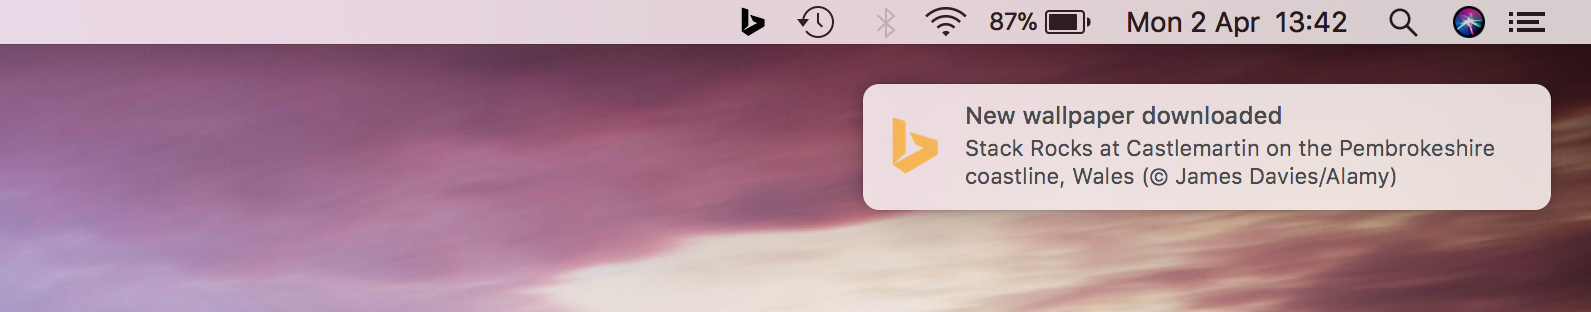 87% Mon 2 Apr 13:42
New wallpaper downloaded
Stack Rocks at Castlemartin on the Pembrokeshire
coastline, Wales (© James Davies/Alamy)